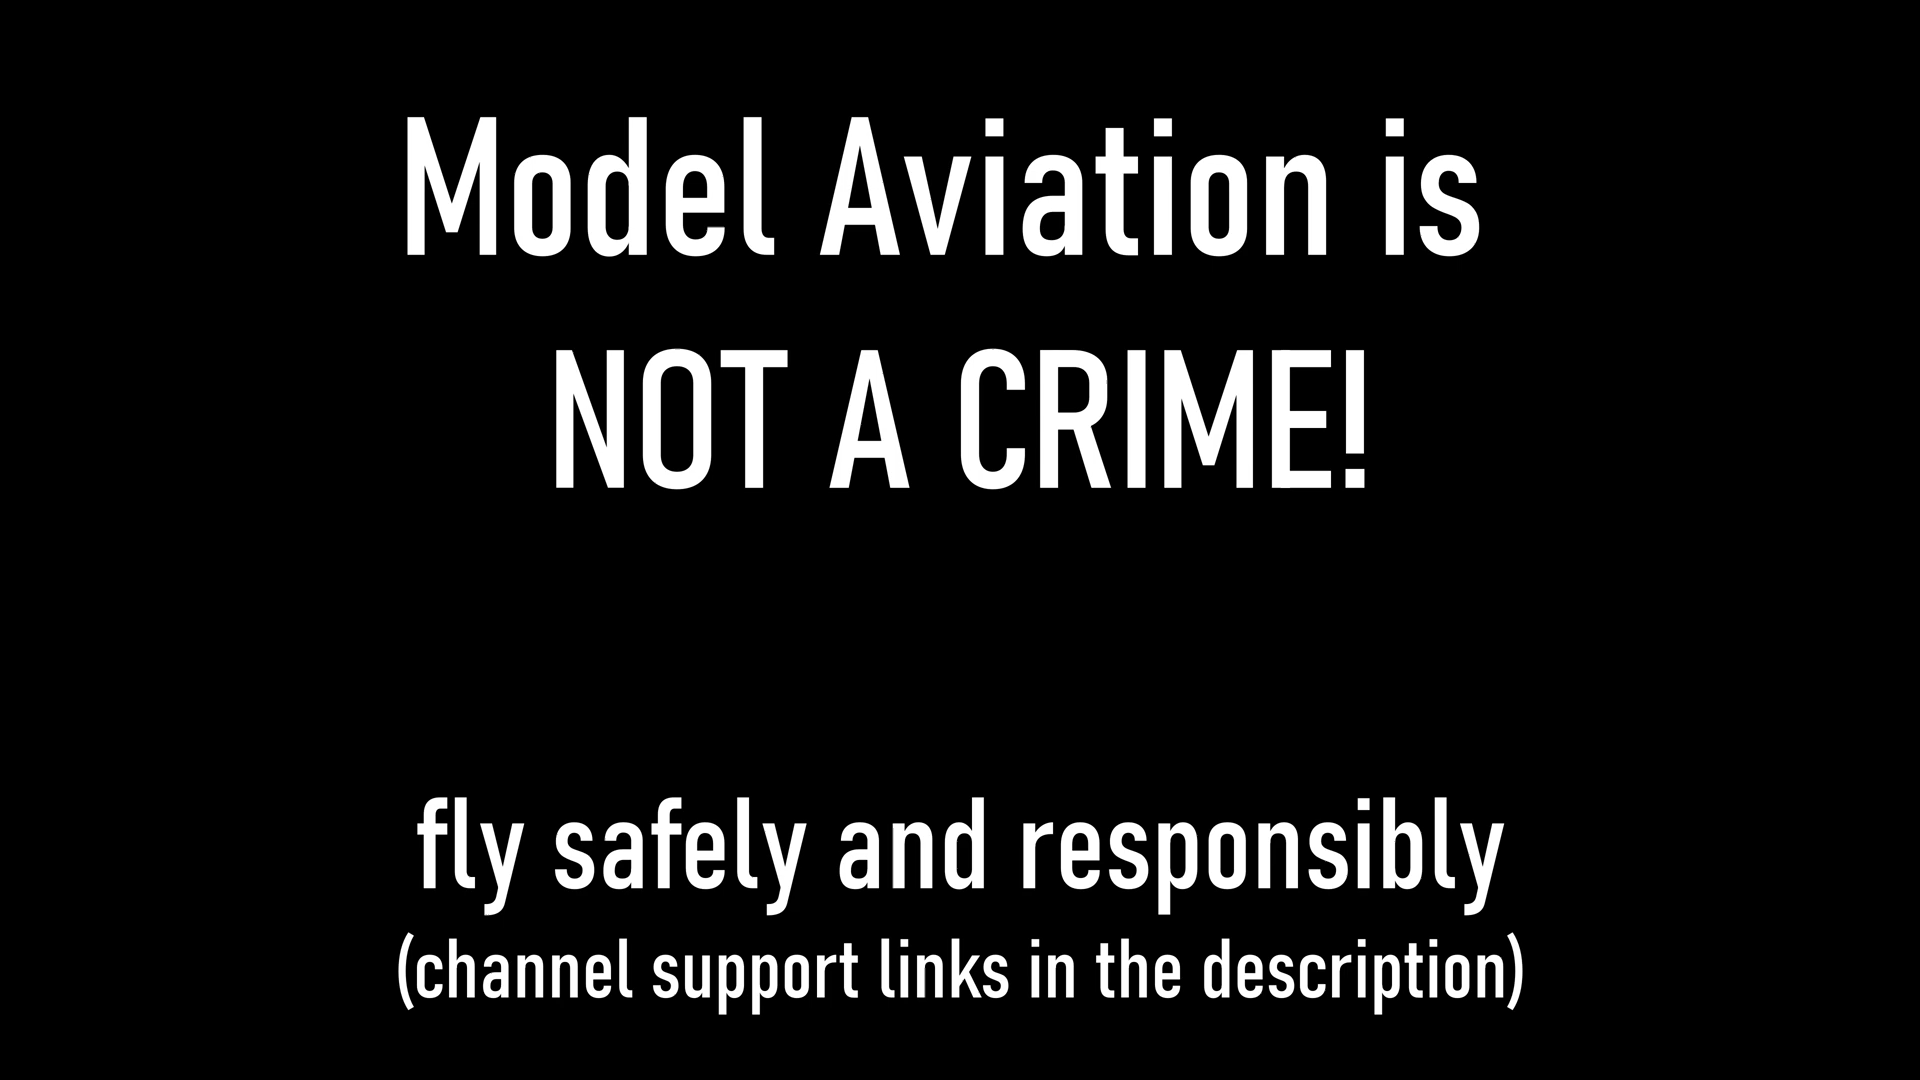 Model Aviation is
NOT A CRIME!
fly safely and responsibly
(channel support links in the description)